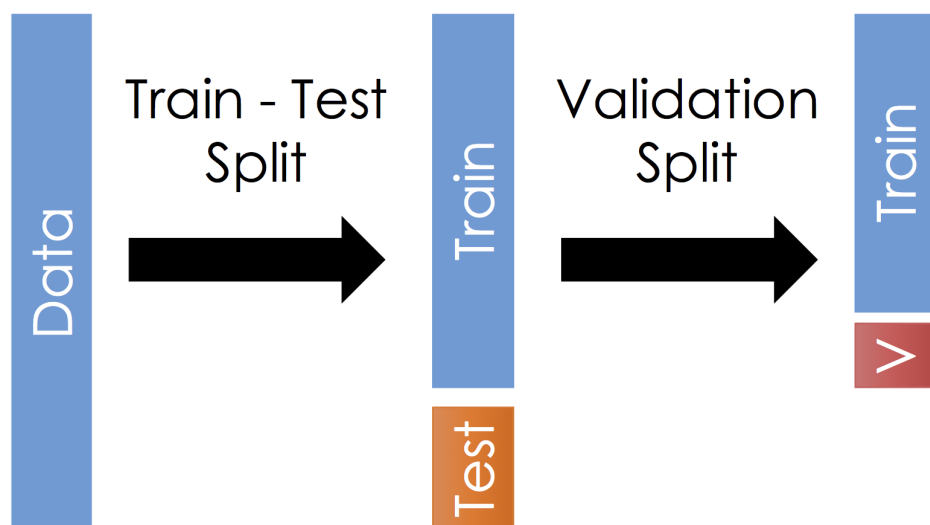 Data
Train - Test
Split
Train
Test
Validation
Split
Train
V